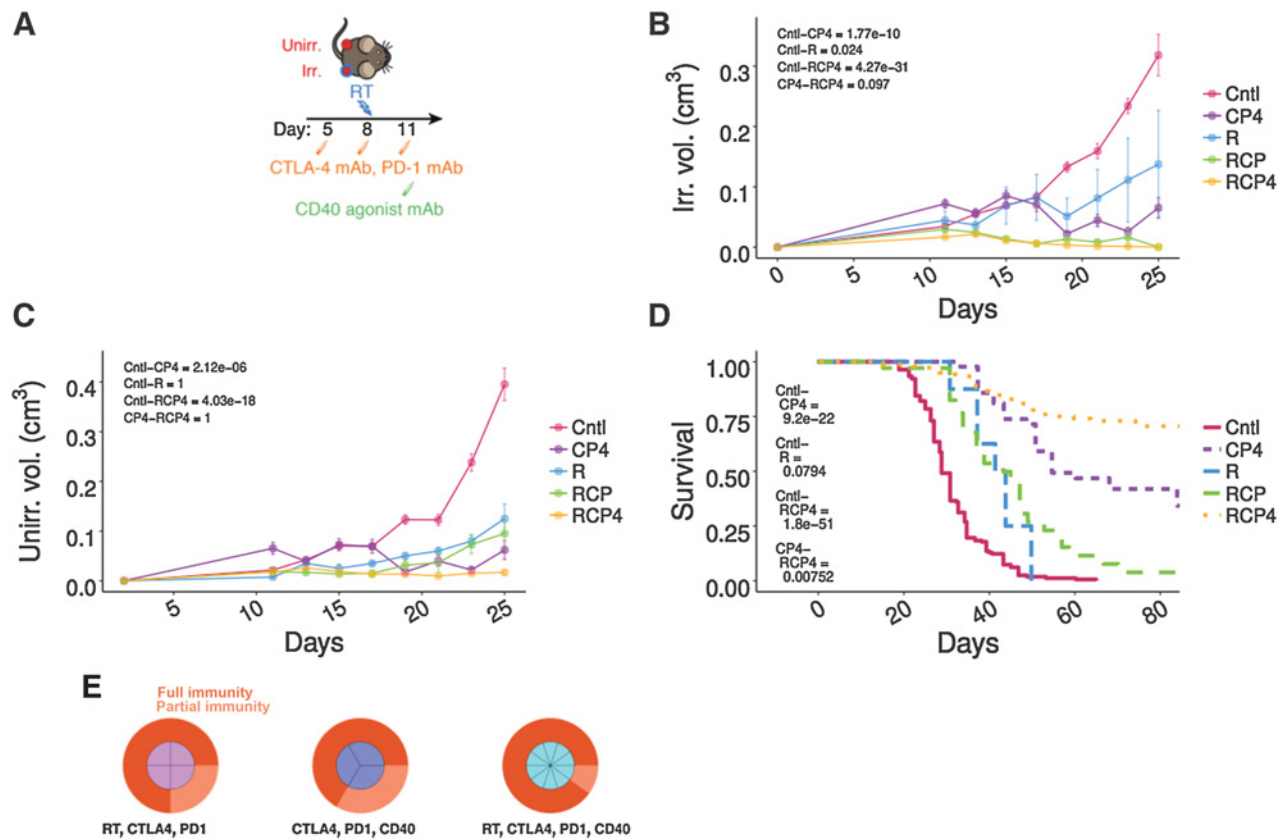 A
Unirr.
Irr.
RT
Day: 5 8 11
CTLA-4 mAb, PD-1 mAb
CD40 agonist mAb
B
Irr. vol. (cm³)
0.3
0.2
0.1
0.0
Cntl–CP4 = 1.77e-10
Cntl–R = 0.024
Cntl–RCP4 = 4.27e-31
CP4–RCP4 = 0.097
0 5 10 15 20 25
Days
Cntl
CP4
R
RCP
RCP4
C
Unirr. vol. (cm³)
0.4
0.3
0.2
0.1
0.0
Cntl–CP4 = 2.12e-06
Cntl–R = 1
Cntl–RCP4 = 4.03e-18
CP4–RCP4 = 1
5 10 15 20 25
Days
Cntl
CP4
R
RCP
RCP4
D
Survival
1.00
0.75
0.50
0.25
0.00
Cntl–
CP4 =
9.2e-22
Cntl–
R =
0.0794
Cntl–
RCP4 =
1.8e-51
CP4–
RCP4 =
0.00752
0 20 40 60 80
Days
Cntl
CP4
R
RCP
RCP4
E
Full immunity
Partial immunity
RT, CTLA4, PD1
CTLA4, PD1, CD40
RT, CTLA4, PD1, CD40